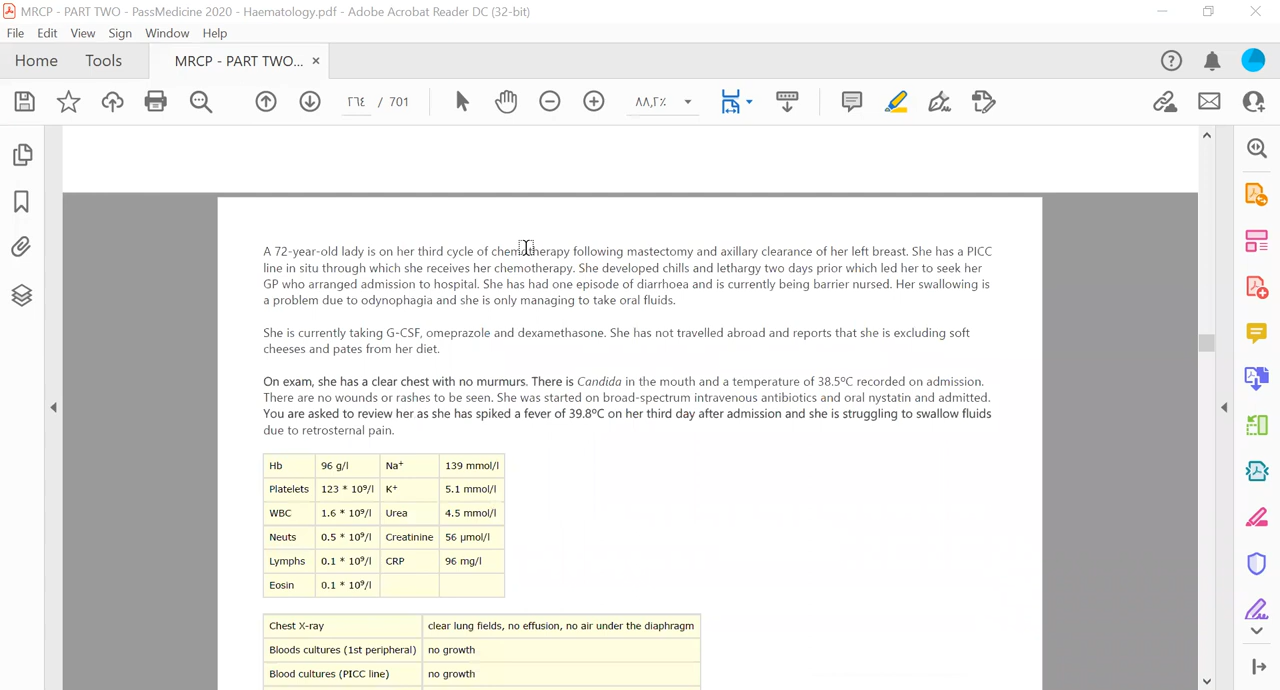 MRCP - PART TWO - PassMedicine 2020 - Haematology.pdf - Adobe Acrobat Reader DC (32-bit)
File Edit View Sign Window Help
Home Tools MRCP - PART TWO... ×
٢٦٤ / 701 ٨٨,٢٪
A 72-year-old lady is on her third cycle of chemotherapy following mastectomy and axillary clearance of her left breast. She has a PICC
line in situ through which she receives her chemotherapy. She developed chills and lethargy two days prior which led her to seek her
GP who arranged admission to hospital. She has had one episode of diarrhoea and is currently being barrier nursed. Her swallowing is
a problem due to odynophagia and she is only managing to take oral fluids.
She is currently taking G-CSF, omeprazole and dexamethasone. She has not travelled abroad and reports that she is excluding soft
cheeses and pates from her diet.
On exam, she has a clear chest with no murmurs. There is Candida in the mouth and a temperature of 38.5ºC recorded on admission.
There are no wounds or rashes to be seen. She was started on broad-spectrum intravenous antibiotics and oral nystatin and admitted.
You are asked to review her as she has spiked a fever of 39.8ºC on her third day after admission and she is struggling to swallow fluids
due to retrosternal pain.
Hb 96 g/l Na⁺ 139 mmol/l
Platelets 123 * 10⁹/l K⁺ 5.1 mmol/l
WBC 1.6 * 10⁹/l Urea 4.5 mmol/l
Neuts 0.5 * 10⁹/l Creatinine 56 µmol/l
Lymphs 0.1 * 10⁹/l CRP 96 mg/l
Eosin 0.1 * 10⁹/l
Chest X-ray clear lung fields, no effusion, no air under the diaphragm
Bloods cultures (1st peripheral) no growth
Blood cultures (PICC line) no growth